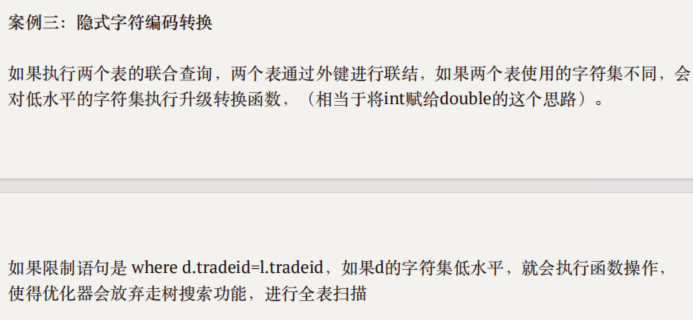 案例三：隐式字符编码转换
如果执行两个表的联合查询，两个表通过外键进行联结，如果两个表使用的字符集不同，会
对低水平的字符集执行升级转换函数，（相当于将int赋给double的这个思路）。
如果限制语句是 where d.tradeid=l.tradeid，如果d的字符集低水平，就会执行函数操作，
使得优化器会放弃走树搜索功能，进行全表扫描